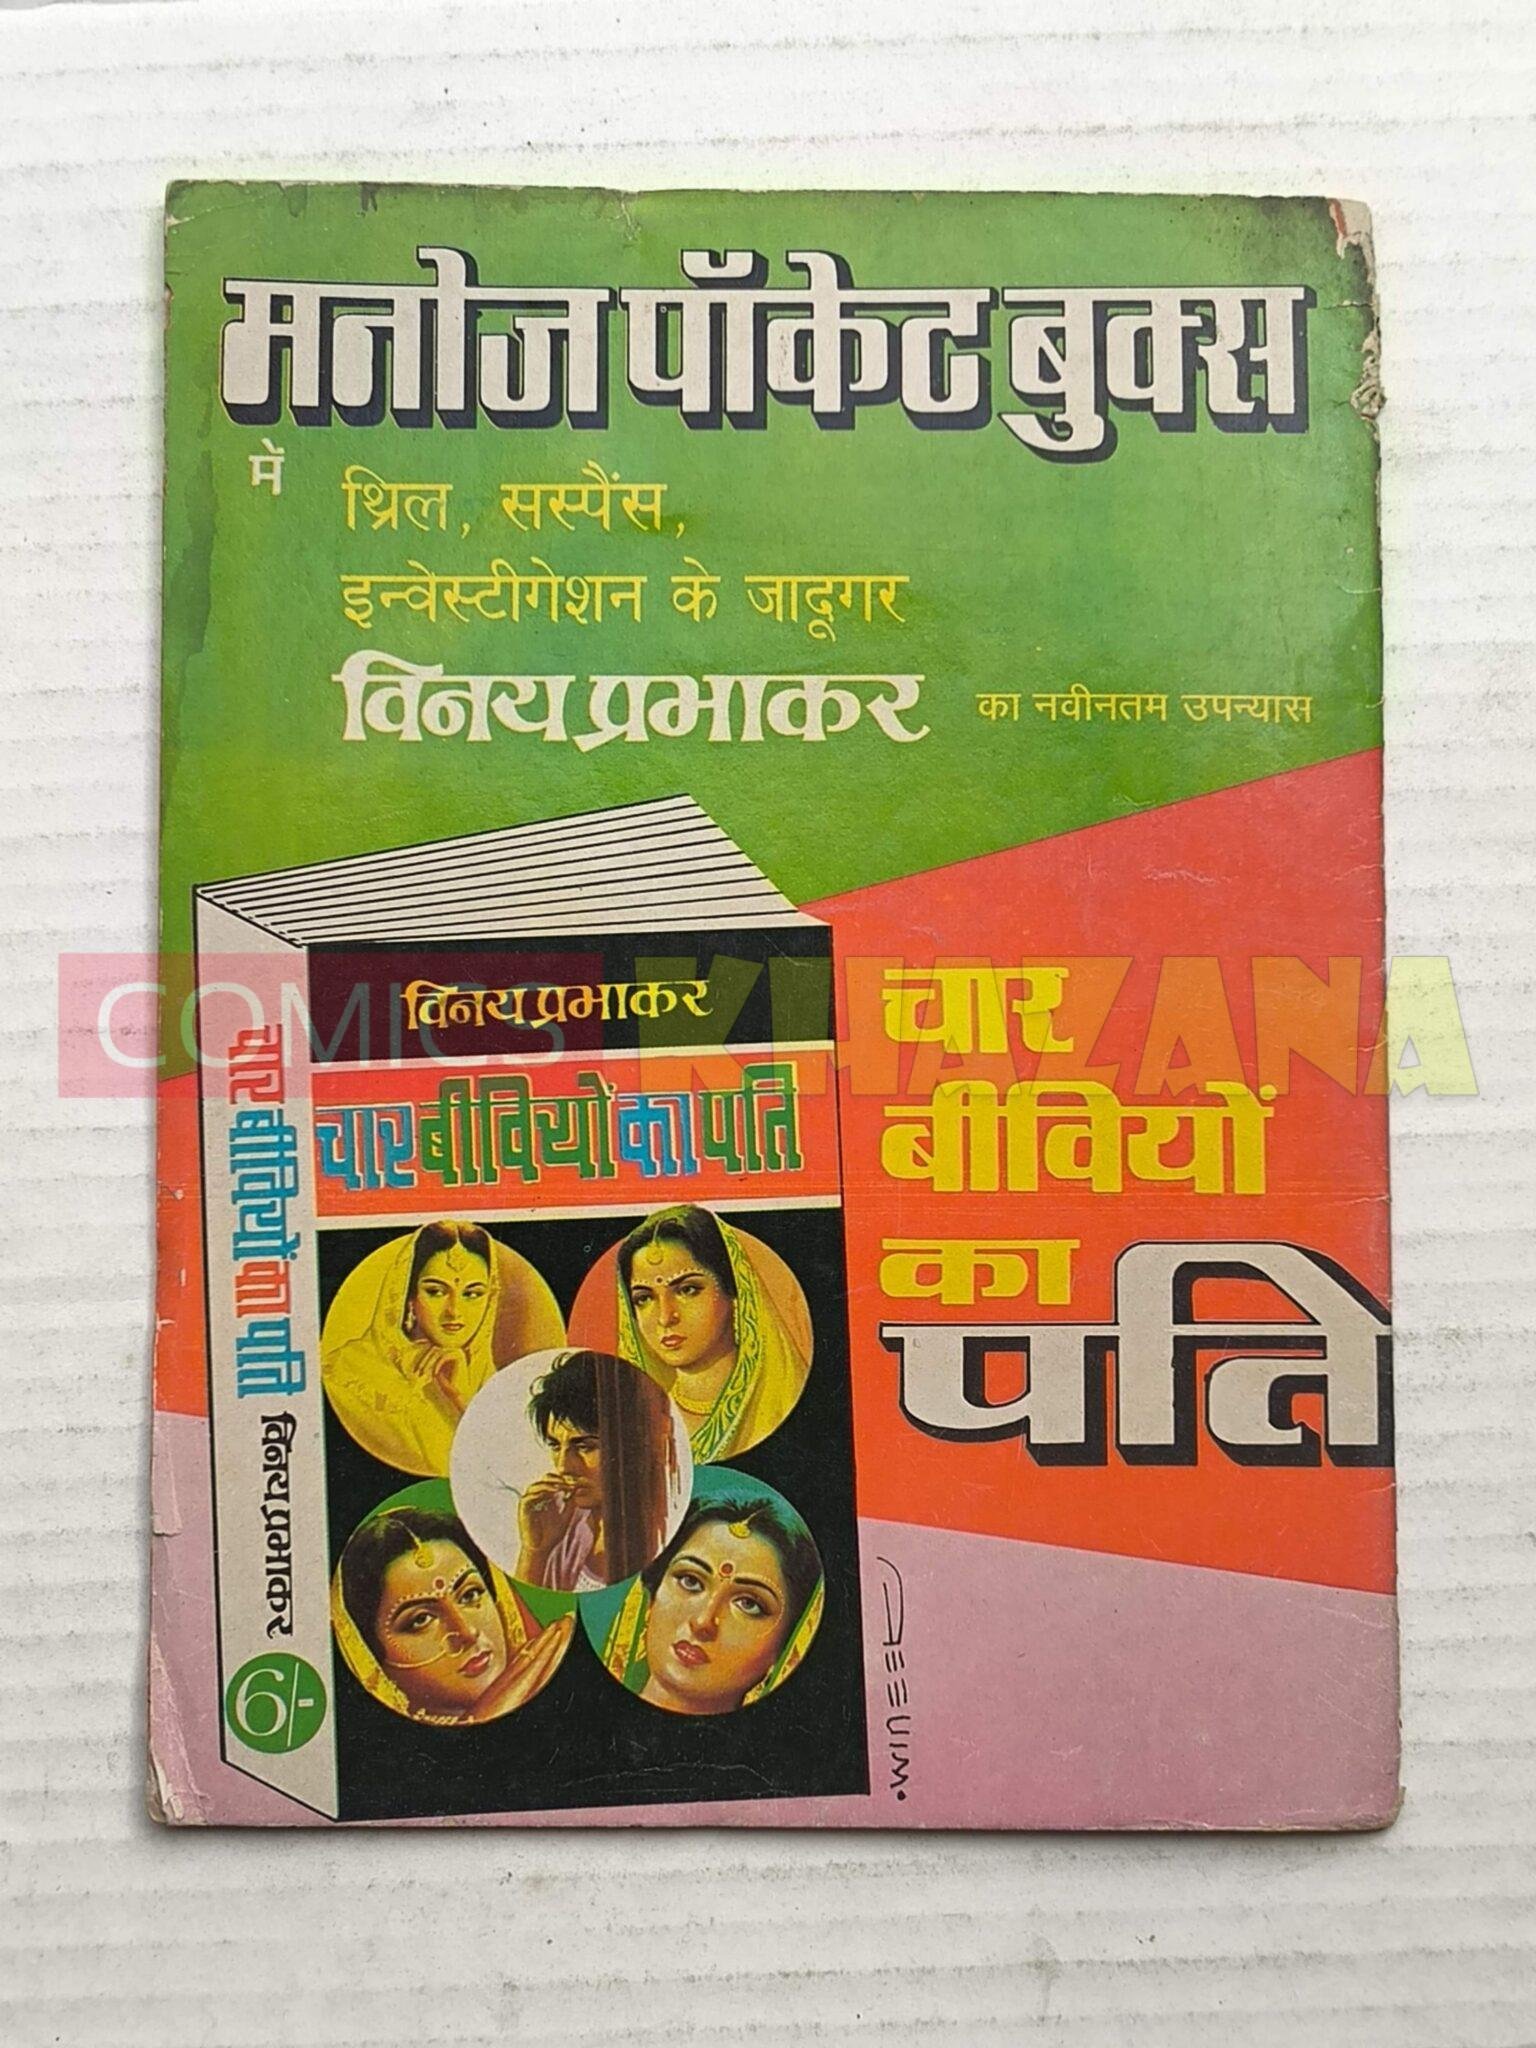 मनोज पॉकेट बुक्स
में
थ्रिल, सस्पैंस,
इन्वेस्टीगेशन के जादूगर
विनय प्रभाकर का नवीनतम उपन्यास
विनय प्रभाकर
चार बीवियों का पति
चार बीवियों का पति विनय प्रभाकर
चार
बीवियों
का
पति
COMICS KHAZANA